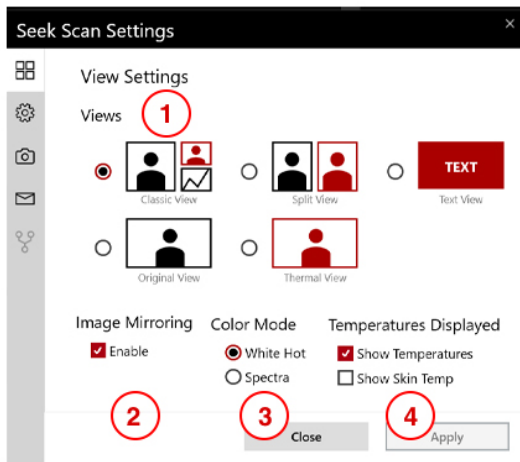 Seek Scan Settings ×
View Settings
Views 1
TEXT
Classic View Split View Text View
Original View Thermal View
Image Mirroring Color Mode Temperatures Displayed
Enable White Hot Show Temperatures
Spectra Show Skin Temp
2 3 4
Close Apply